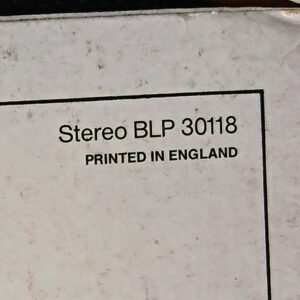 Stereo BLP 30118
PRINTED IN ENGLAND